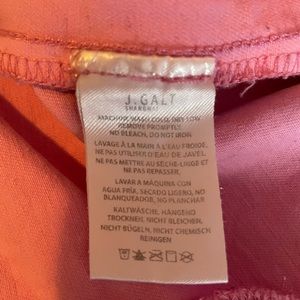 J.GALT
SHANGHAI
MACHINE WASH COLD, DRY LOW
REMOVE PROMPTLY
NO BLEACH, DO NOT IRON
LAVAGE À LA MAIN À L'EAU FROIDE,
NE PAS UTILISER D'EAU DE JAVEL,
NE PAS METTRE AU SÈCHE-LINGE ET
NE PAS REPASSER
LAVAR A MÁQUINA CON
AGUA FRÍA, SECADO LIGERO, NO
BLANQUEADOR, NO PLANCHAR
KALTWÄSCHE, HÄNGEND
TROCKNEN, NICHT BLEICHEN,
NICHT BÜGELN, NICHT CHEMISCH
REINIGEN